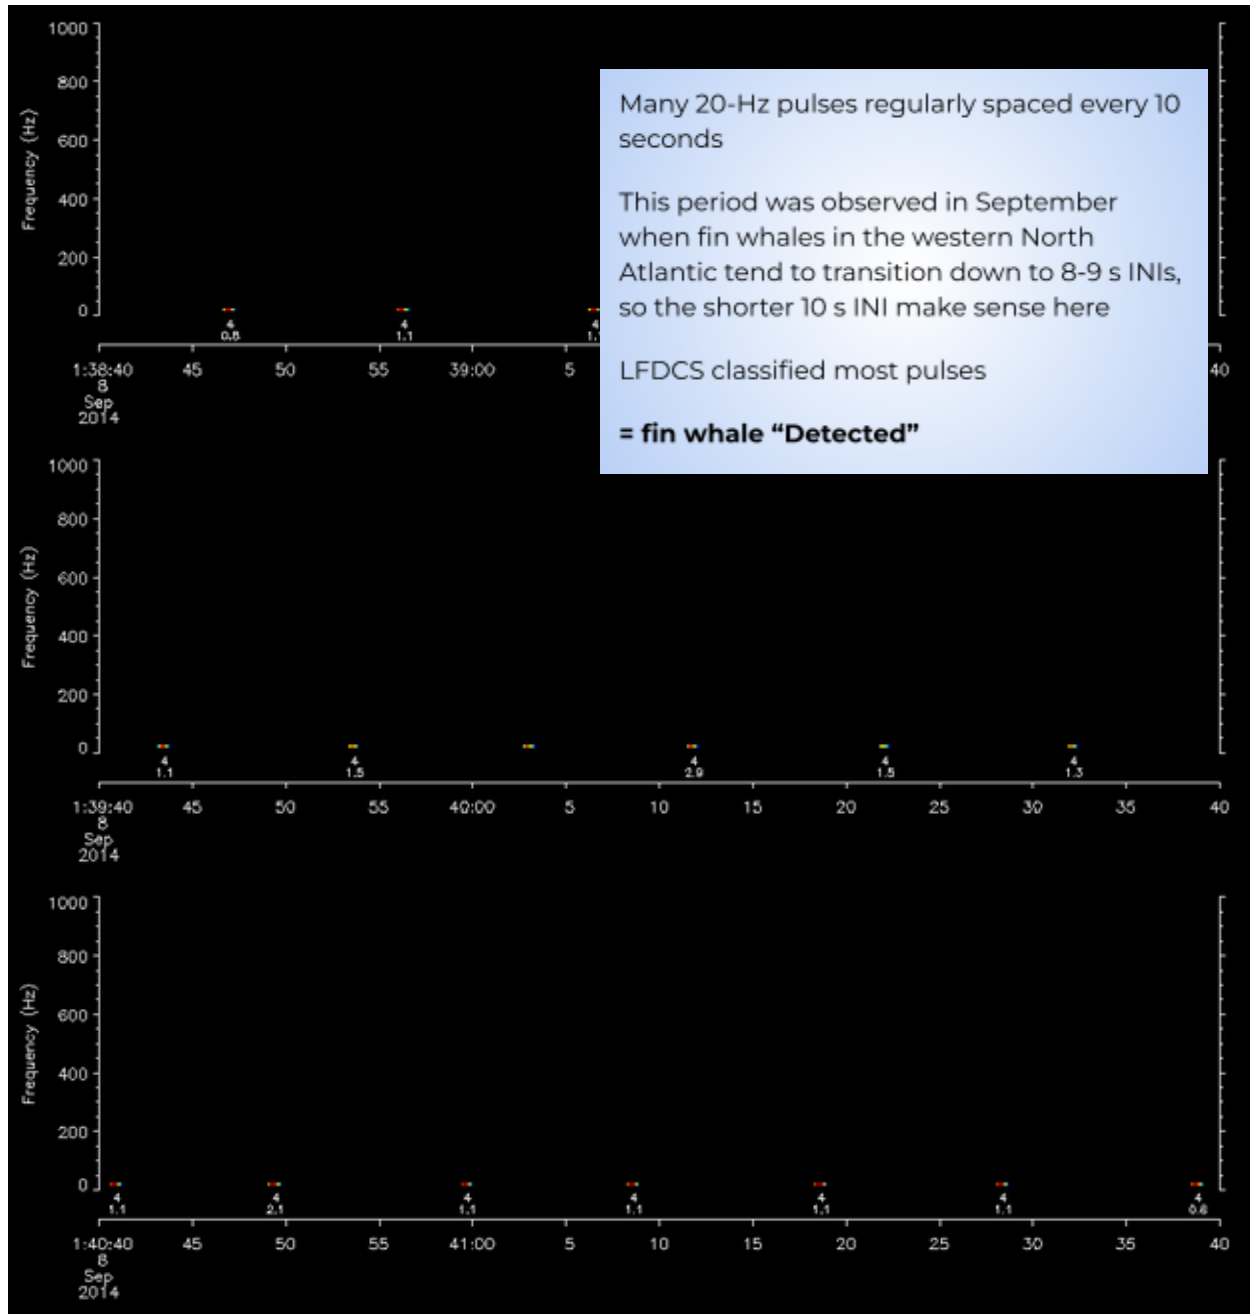 1000
800
600
400
200
0
Frequency (Hz)
4 4 4
0.8 1.1
1:38:40 45 50 55 39:00 5 40
8
Sep
2014
Many 20-Hz pulses regularly spaced every 10
seconds
This period was observed in September
when fin whales in the western North
Atlantic tend to transition down to 8-9 s INIs,
so the shorter 10 s INI make sense here
LFDCS classified most pulses
= fin whale “Detected”
1000
800
600
400
200
0
Frequency (Hz)
4 4 4 4 4
1.1 1.5 2.9 1.5 1.3
1:39:40 45 50 55 40:00 5 10 15 20 25 30 35 40
8
Sep
2014
1000
800
600
400
200
0
Frequency (Hz)
4 4 4 4 4 4 4
1.1 2.1 1.1 1.1 1.1 1.1 0.6
1:40:40 45 50 55 41:00 5 10 15 20 25 30 35 40
8
Sep
2014